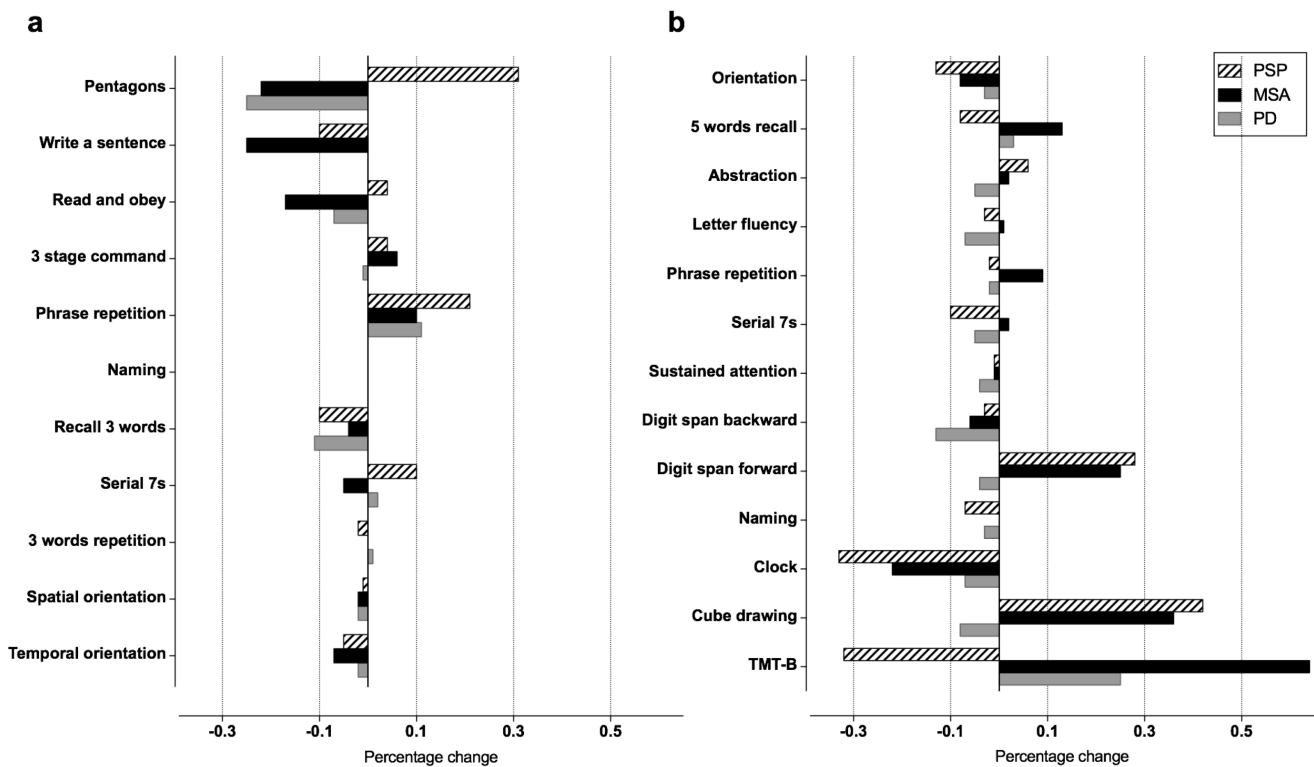 a
Pentagons
Write a sentence
Read and obey
3 stage command
Phrase repetition
Naming
Recall 3 words
Serial 7s
3 words repetition
Spatial orientation
Temporal orientation
-0.3 -0.1 0.1 0.3 0.5
Percentage change
b
PSP
MSA
PD
Orientation
5 words recall
Abstraction
Letter fluency
Phrase repetition
Serial 7s
Sustained attention
Digit span backward
Digit span forward
Naming
Clock
Cube drawing
TMT-B
-0.3 -0.1 0.1 0.3 0.5
Percentage change